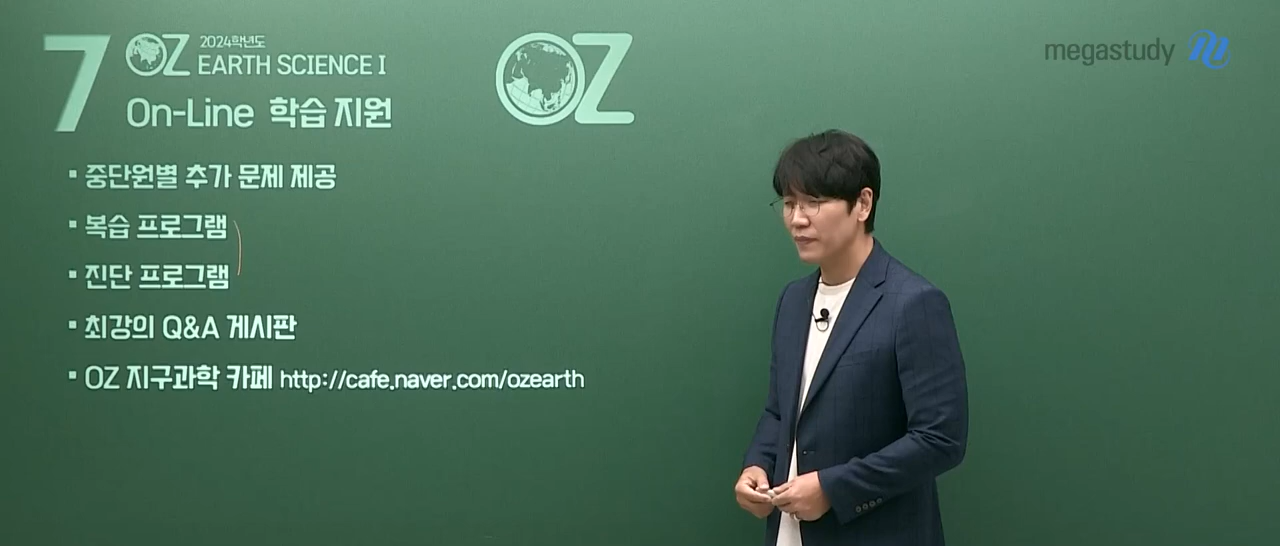 7
OZ 2024학년도
EARTH SCIENCE I
On-Line 학습 지원
OZ
megastudy
▪ 중단원별 추가 문제 제공
▪ 복습 프로그램
▪ 진단 프로그램
▪ 최강의 Q&A 게시판
▪ OZ 지구과학 카페 http://cafe.naver.com/ozearth